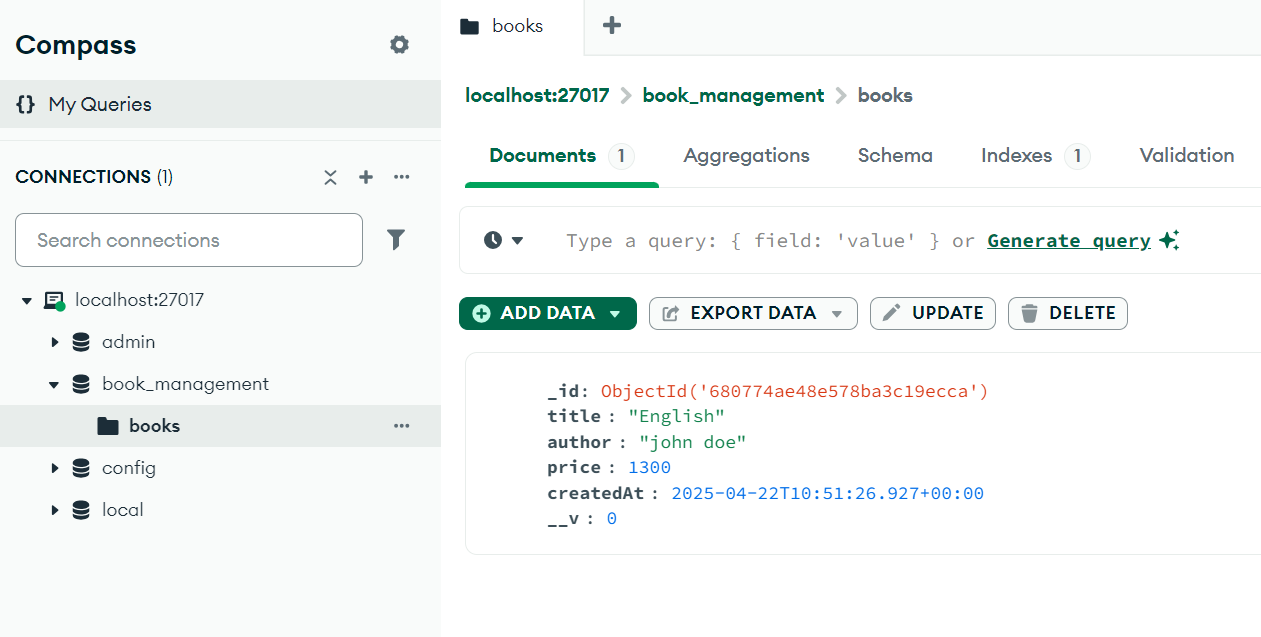 Compass
{} My Queries
CONNECTIONS (1)
Search connections
localhost:27017
admin
book_management
books
config
local
books
localhost:27017 > book_management > books
Documents 1 Aggregations Schema Indexes 1 Validation
Type a query: { field: 'value' } or Generate query
ADD DATA EXPORT DATA UPDATE DELETE
_id: ObjectId('680774ae48e578ba3c19ecca')
title : "English"
author : "john doe"
price : 1300
createdAt : 2025-04-22T10:51:26.927+00:00
__v : 0